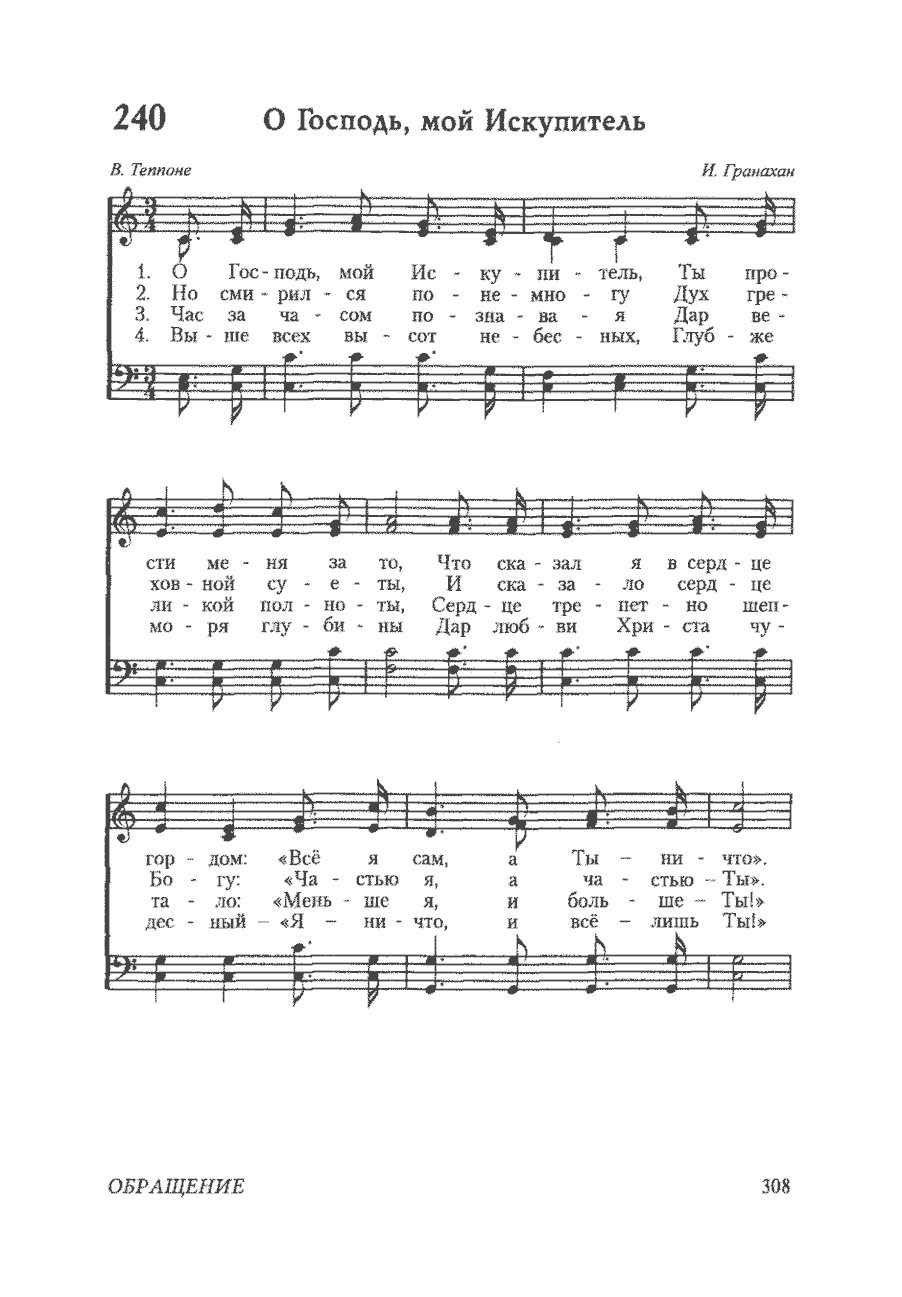 240 О Господь, мой Искупитель
В. Теппоне И. Гранахан
3/4
1. О Гос - подь, мой Ис - ку - пи - тель, Ты про -
2. Но сми - рил - ся по - не - мно - гу Дух гре -
3. Час за ча - сом по - зна - ва - я Дар ве -
4. Вы - ше всех вы - сот не - бес - ных, Глуб - же
3/4
сти ме - ня за то, Что ска - зал я в серд - це
хов - ной су - е - ты, И ска - за - ло серд - це
ли - кой пол - но - ты, Серд - це тре - пет - но шеп -
мо - ря глу - би - ны Дар люб - ви Хри - ста чу -
гор - дом: «Всё я сам, а Ты – ни - что».
Бо - гу: «Ча - стью я, а ча - стью – Ты».
та - ло: «Мень - ше я, и боль - ше – Ты!»
дес - ный – «Я – ни - что, и всё – лишь Ты!»
ОБРАЩЕНИЕ 308